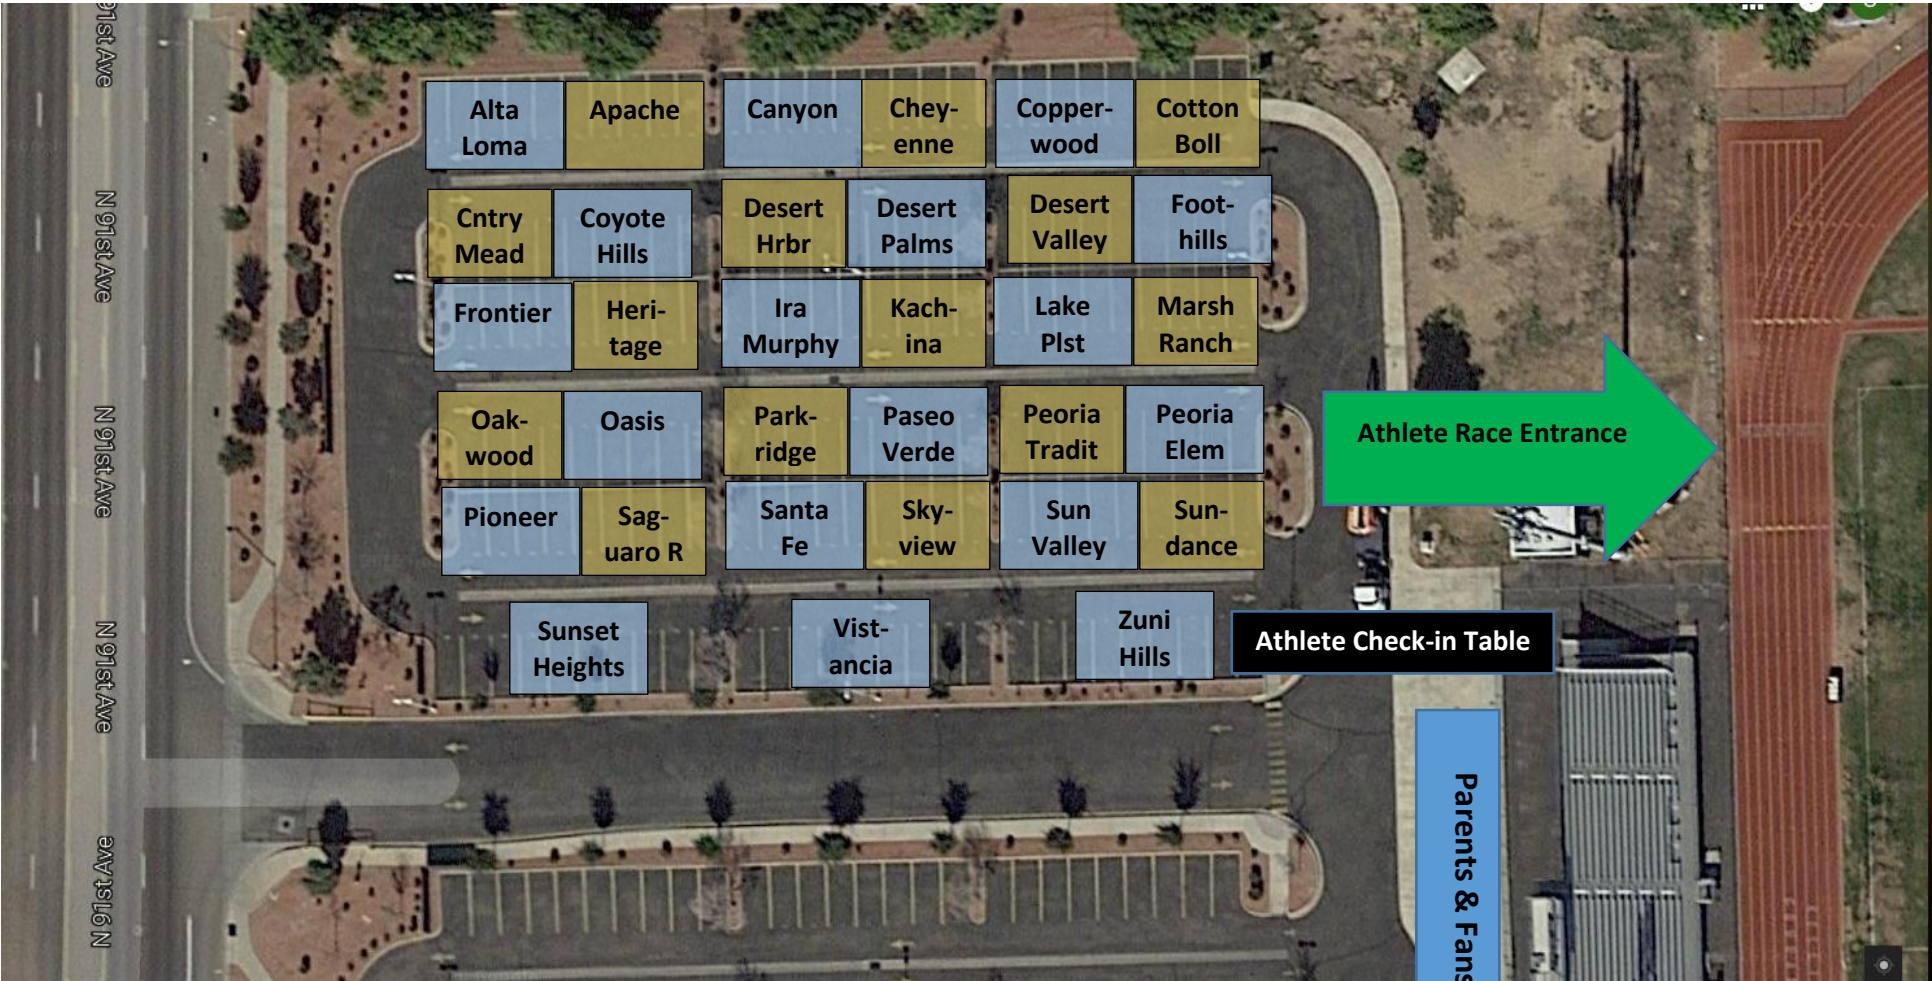 N 91st Ave
Alta
Loma
Apache
Canyon
Chey-
enne
Copper-
wood
Cotton
Boll
N 91st Ave
Cntry
Mead
Coyote
Hills
Desert
Hrbr
Desert
Palms
Desert
Valley
Foot-
hills
Frontier
Heri-
tage
Ira
Murphy
Kach-
ina
Lake
Plst
Marsh
Ranch
N 91st Ave
Oak-
wood
Oasis
Park-
ridge
Paseo
Verde
Peoria
Tradit
Peoria
Elem
Athlete Race Entrance
Pioneer
Sag-
uaro R
Santa
Fe
Sky-
view
Sun
Valley
Sun-
dance
N 91st Ave
Sunset
Heights
Vist-
ancia
Zuni
Hills
Athlete Check-in Table
Parents & Fans
N 91st Ave